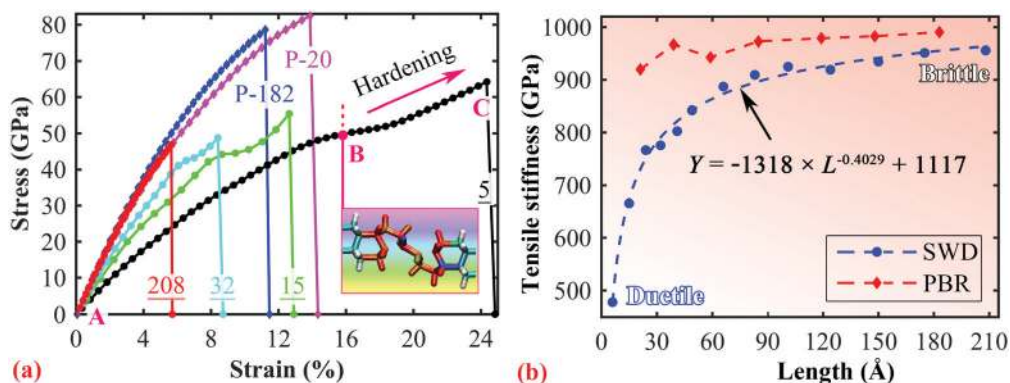 80
70
60
50
40
30
20
10
0
Stress (GPa)
P-20
P-182
Hardening
C
B
5
A
208
32
15
0 4 8 12 16 20 24
Strain (%)
(a)
1000
900
800
700
600
500
Tensile stiffness (GPa)
Brittle
Y = -1318 × L^-0.4029 + 1117
SWD
PBR
Ductile
0 30 60 90 120 150 180 210
Length (Å)
(b)